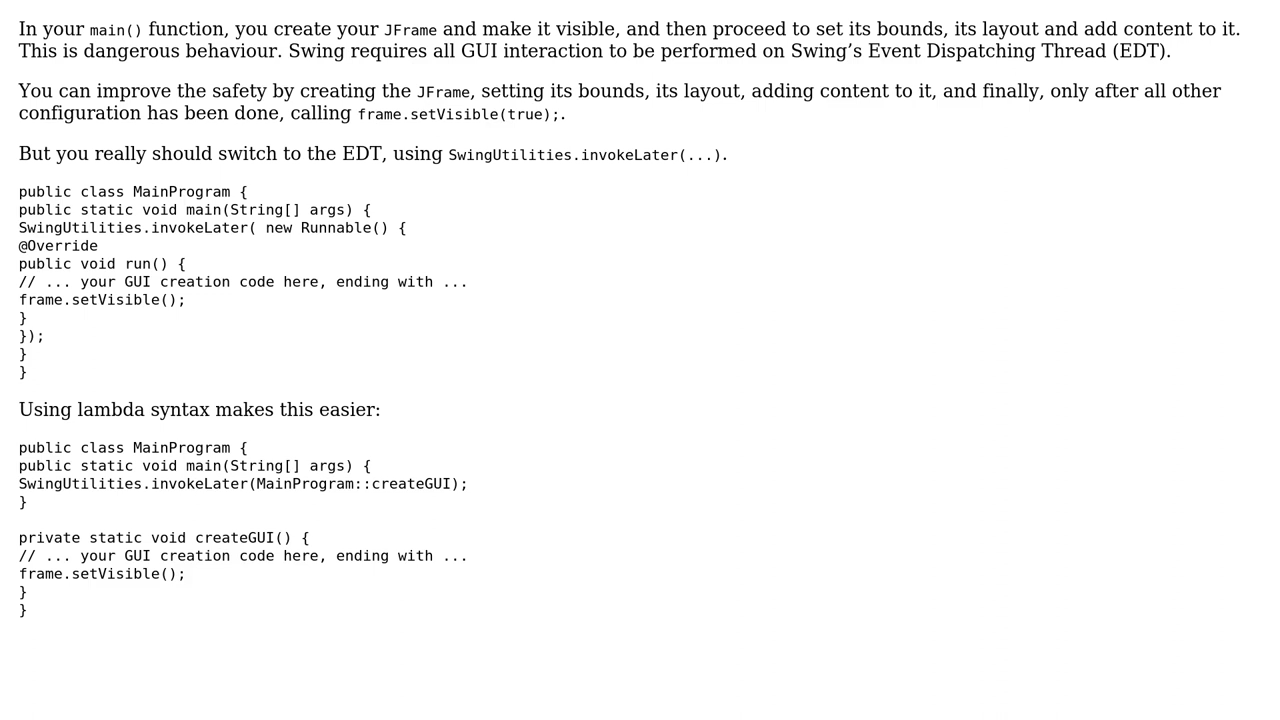 In your main() function, you create your JFrame and make it visible, and then proceed to set its bounds, its layout and add content to it.
This is dangerous behaviour. Swing requires all GUI interaction to be performed on Swing’s Event Dispatching Thread (EDT).
You can improve the safety by creating the JFrame, setting its bounds, its layout, adding content to it, and finally, only after all other
configuration has been done, calling frame.setVisible(true);.
But you really should switch to the EDT, using SwingUtilities.invokeLater(...).
public class MainProgram {
public static void main(String[] args) {
SwingUtilities.invokeLater( new Runnable() {
@Override
public void run() {
// ... your GUI creation code here, ending with ...
frame.setVisible();
}
});
}
}
Using lambda syntax makes this easier:
public class MainProgram {
public static void main(String[] args) {
SwingUtilities.invokeLater(MainProgram::createGUI);
}
private static void createGUI() {
// ... your GUI creation code here, ending with ...
frame.setVisible();
}
}